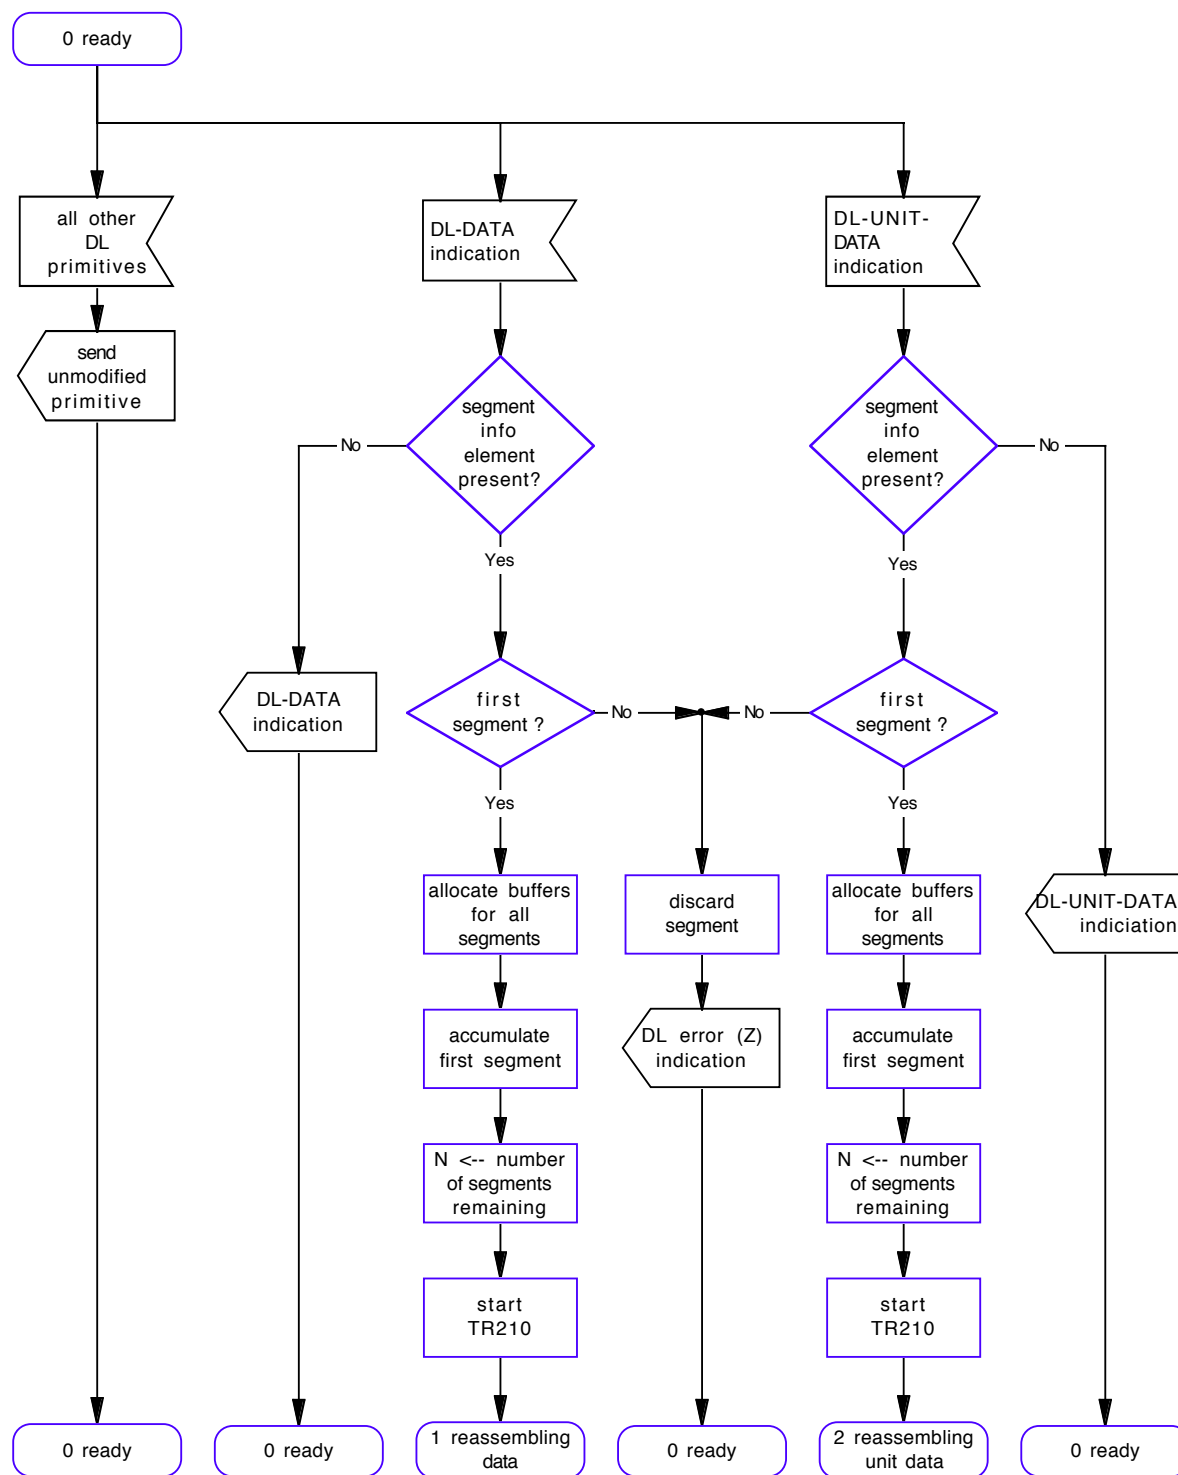 0 ready
all other
DL
primitives
DL-DATA
indication
DL-UNIT-
DATA
indication
send
unmodified
primitive
segment
info
element
present?
segment
info
element
present?
No
No
Yes
Yes
DL-DATA
indication
first
segment ?
No
No
first
segment ?
Yes
Yes
allocate buffers
for all
segments
discard
segment
allocate buffers
for all
segments
DL-UNIT-DATA
indiciation
accumulate
first segment
DL error (Z)
indication
accumulate
first segment
N <-- number
of segments
remaining
N <-- number
of segments
remaining
start
TR210
start
TR210
0 ready
0 ready
1 reassembling
data
0 ready
2 reassembling
unit data
0 ready